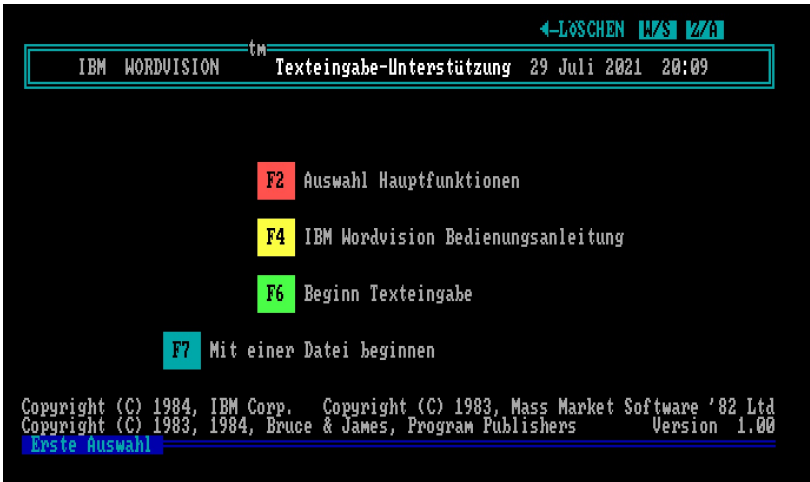 ◄–LöSCHEN W/S Z/A
tm
IBM WORDVISION Texteingabe-Unterstützung 29 Juli 2021 20:09
F2 Auswahl Hauptfunktionen
F4 IBM Wordvision Bedienungsanleitung
F6 Beginn Texteingabe
F7 Mit einer Datei beginnen
Copyright (C) 1984, IBM Corp. Copyright (C) 1983, Mass Market Software '82 Ltd
Copyright (C) 1983, 1984, Bruce & James, Program Publishers Version 1.00
Erste Auswahl